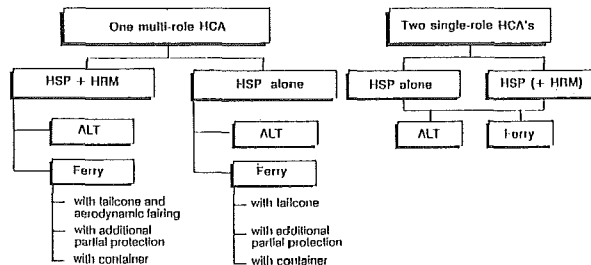 One multi-role HCA
Two single-role HCA's
HSP + HRM
HSP alone
HSP alone
HSP (+ HRM)
ALT
ALT
ALT
Ferry
Ferry
Ferry
with tailcone and
aerodynamic fairing
with additional
partial protection
with container
with tailcone
with additional
partial protection
with container